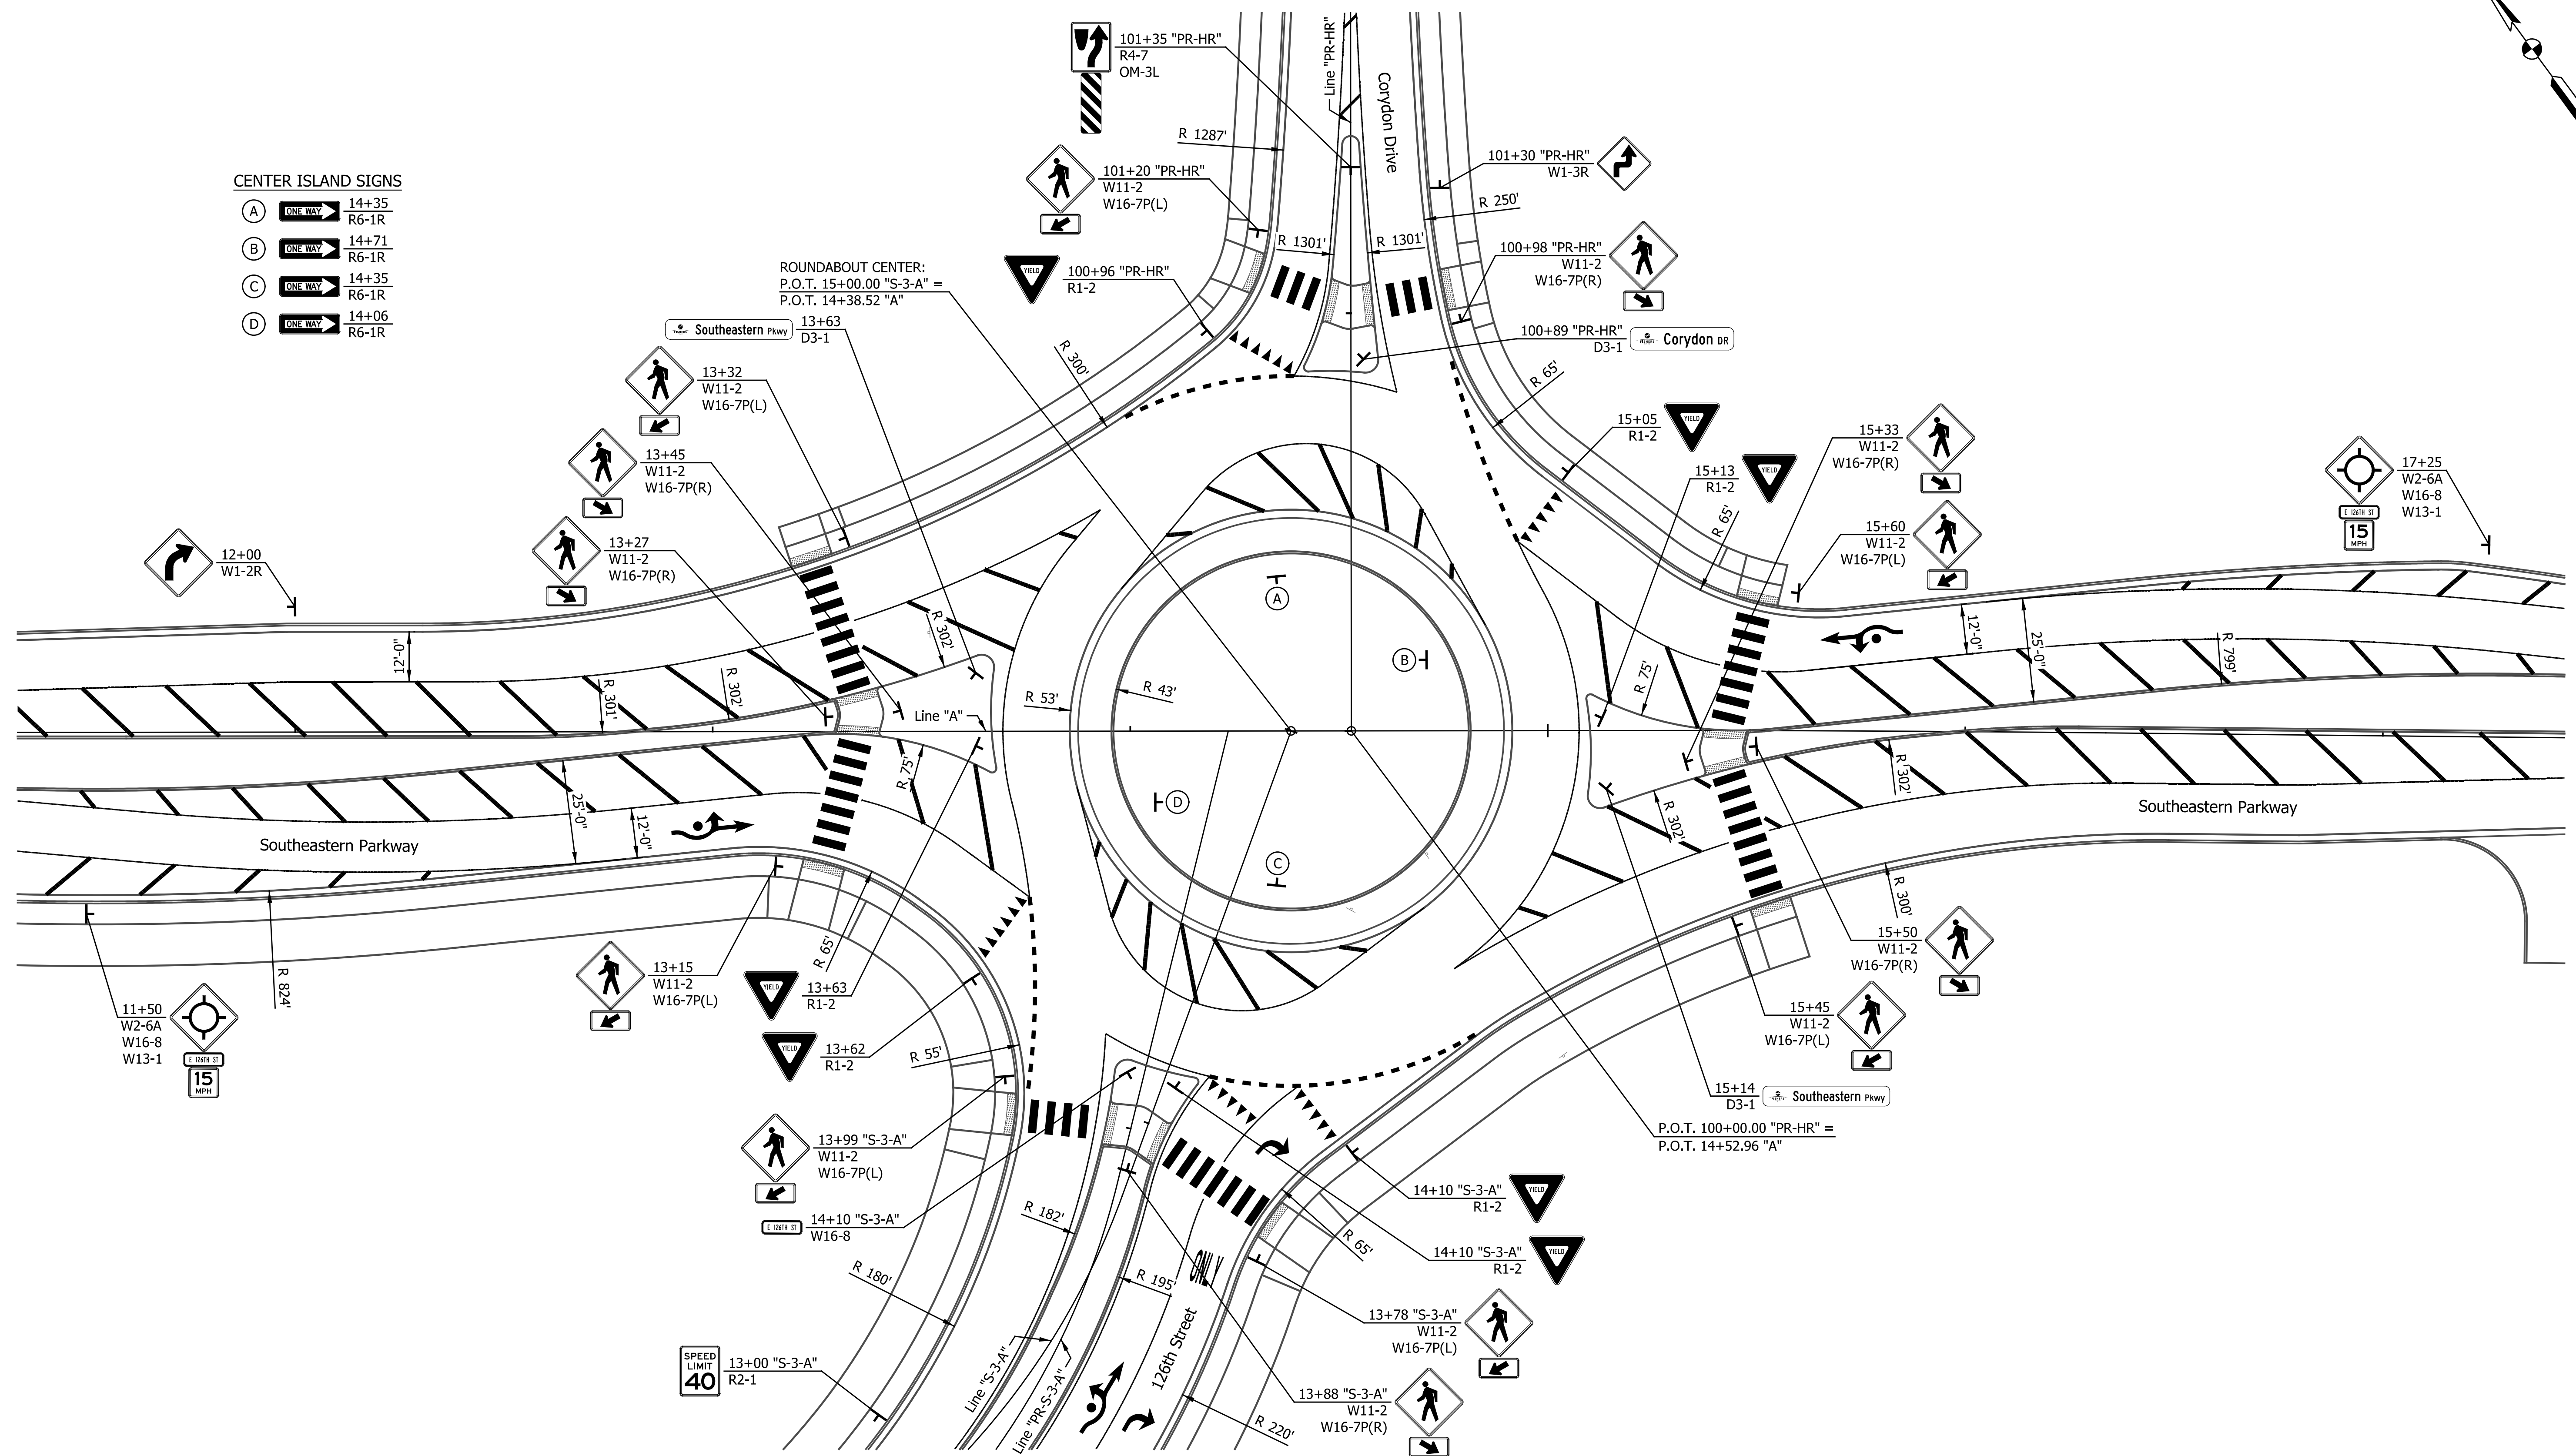 CENTER ISLAND SIGNS
A
ONE WAY
14+35
R6-1R
B
ONE WAY
14+71
R6-1R
C
ONE WAY
14+35
R6-1R
D
ONE WAY
14+06
R6-1R
101+35 "PR-HR"
R4-7
OM-3L
R 1287'
101+20 "PR-HR"
W11-2
W16-7P(L)
YIELD
100+96 "PR-HR"
R1-2
Line "PR-HR"
Corydon Drive
101+30 "PR-HR"
W1-3R
R 250'
R 1301'
R 1301'
100+98 "PR-HR"
W11-2
W16-7P(R)
100+89 "PR-HR"
D3-1
Corydon DR
ROUNDABOUT CENTER:
P.O.T. 15+00.00 "S-3-A" =
P.O.T. 14+38.52 "A"
Southeastern Pkwy
13+63
D3-1
R 300'
R 65'
13+32
W11-2
W16-7P(L)
13+45
W11-2
W16-7P(R)
13+27
W11-2
W16-7P(R)
12+00
W1-2R
15+05
R1-2
YIELD
15+13
R1-2
YIELD
R 65'
15+33
W11-2
W16-7P(R)
15+60
W11-2
W16-7P(L)
17+25
W2-6A
W16-8
W13-1
E 126TH ST
15
MPH
12'-0"
R 301'
R 302'
R 302'
Line "A"
R 53'
R 43'
A
B
C
D
R 75'
R 75'
12'-0"
25'-0"
R 799'
R 302'
R 302'
Southeastern Parkway
Southeastern Parkway
25'-0"
12'-0"
R 824'
R 65'
R 300'
11+50
W2-6A
W16-8
W13-1
E 126TH ST
15
MPH
13+15
W11-2
W16-7P(L)
YIELD
13+63
R1-2
YIELD
13+62
R1-2
R 55'
13+99 "S-3-A"
W11-2
W16-7P(L)
E 126TH ST
14+10 "S-3-A"
W16-8
R 182'
R 180'
R 195'
SPEED
LIMIT
40
13+00 "S-3-A"
R2-1
Line "S-3-A"
Line "PR-S-3-A"
126th Street
R 220'
R 65'
15+50
W11-2
W16-7P(R)
15+45
W11-2
W16-7P(L)
15+14
D3-1
Southeastern Pkwy
P.O.T. 100+00.00 "PR-HR" =
P.O.T. 14+52.96 "A"
14+10 "S-3-A"
R1-2
YIELD
14+10 "S-3-A"
R1-2
YIELD
13+78 "S-3-A"
W11-2
W16-7P(L)
13+88 "S-3-A"
W11-2
W16-7P(R)